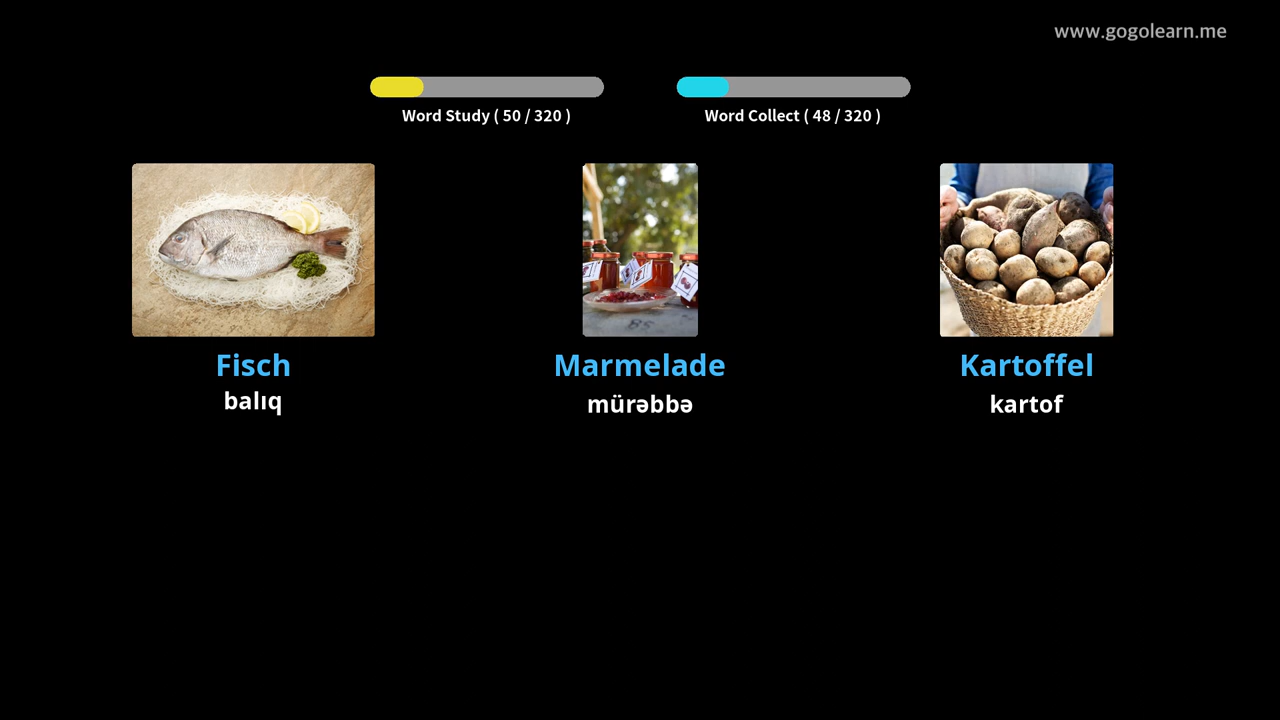 www.gogolearn.me
Word Study ( 50 / 320 )
Word Collect ( 48 / 320 )
Fisch
balıq
Marmelade
mürəbbə
Kartoffel
kartof